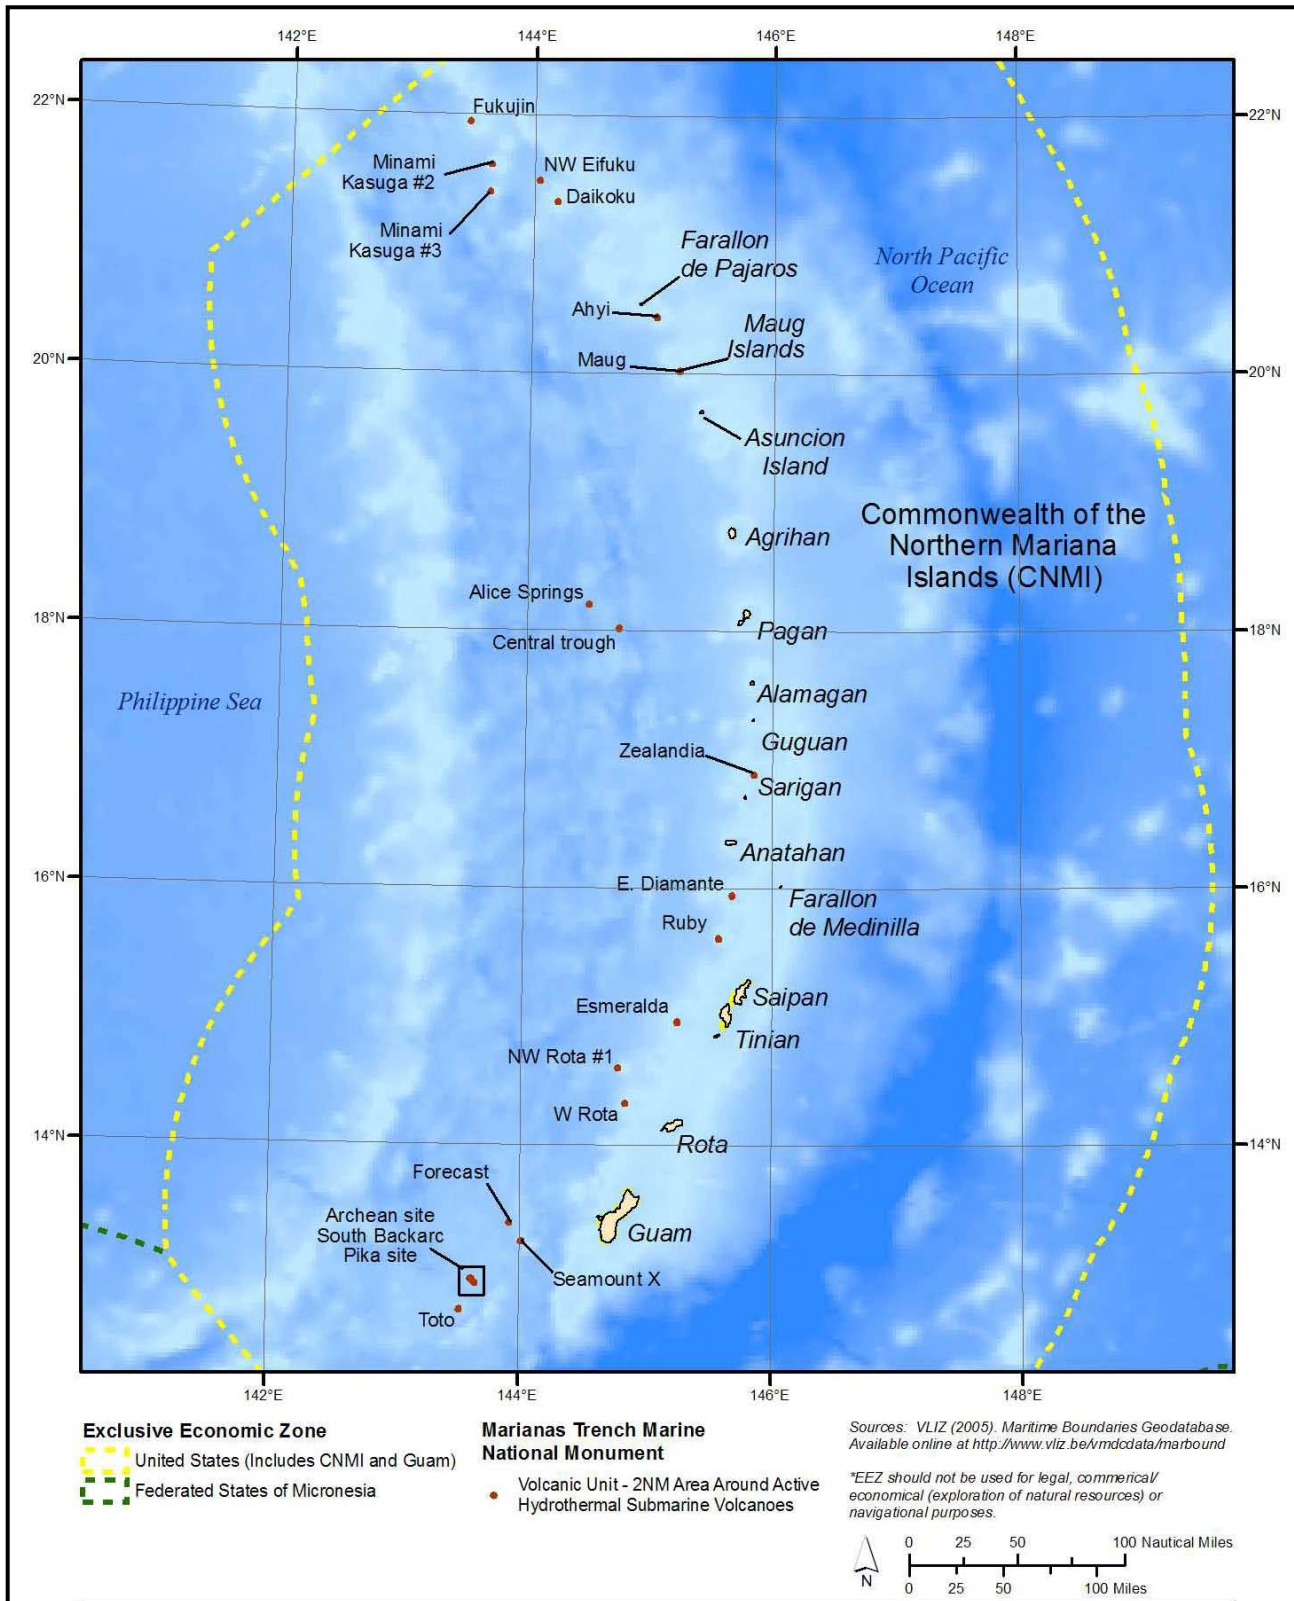 142°E
144°E
146°E
148°E
22°N
22°N
Fukujin
Minami
Kasuga #2
NW Eifuku
Daikoku
Minami
Kasuga #3
Farallon
de Pajaros
North Pacific
Ocean
Ahyi
Maug
Islands
Maug
20°N
20°N
Asuncion
Island
Commonwealth of the
Northern Mariana
Islands (CNMI)
Agrihan
Alice Springs
18°N
18°N
Pagan
Central trough
Philippine Sea
Alamagan
Guguan
Zealandia
Sarigan
Anatahan
16°N
16°N
E. Diamante
Farallon
de Medinilla
Ruby
Saipan
Esmeralda
Tinian
NW Rota #1
W Rota
14°N
14°N
Rota
Forecast
Archean site
South Backarc
Pika site
Guam
Seamount X
Toto
142°E
144°E
146°E
148°E
Exclusive Economic Zone
United States (Includes CNMI and Guam)
Federated States of Micronesia
Marianas Trench Marine
National Monument
Volcanic Unit - 2NM Area Around Active
Hydrothermal Submarine Volcanoes
Sources: VLIZ (2005). Maritime Boundaries Geodatabase.
Available online at http://www.vliz.be/vmdcdata/marbound
*EEZ should not be used for legal, commerical/
economical (exploration of natural resources) or
navigational purposes.
N
0 25 50 100 Nautical Miles
0 25 50 100 Miles